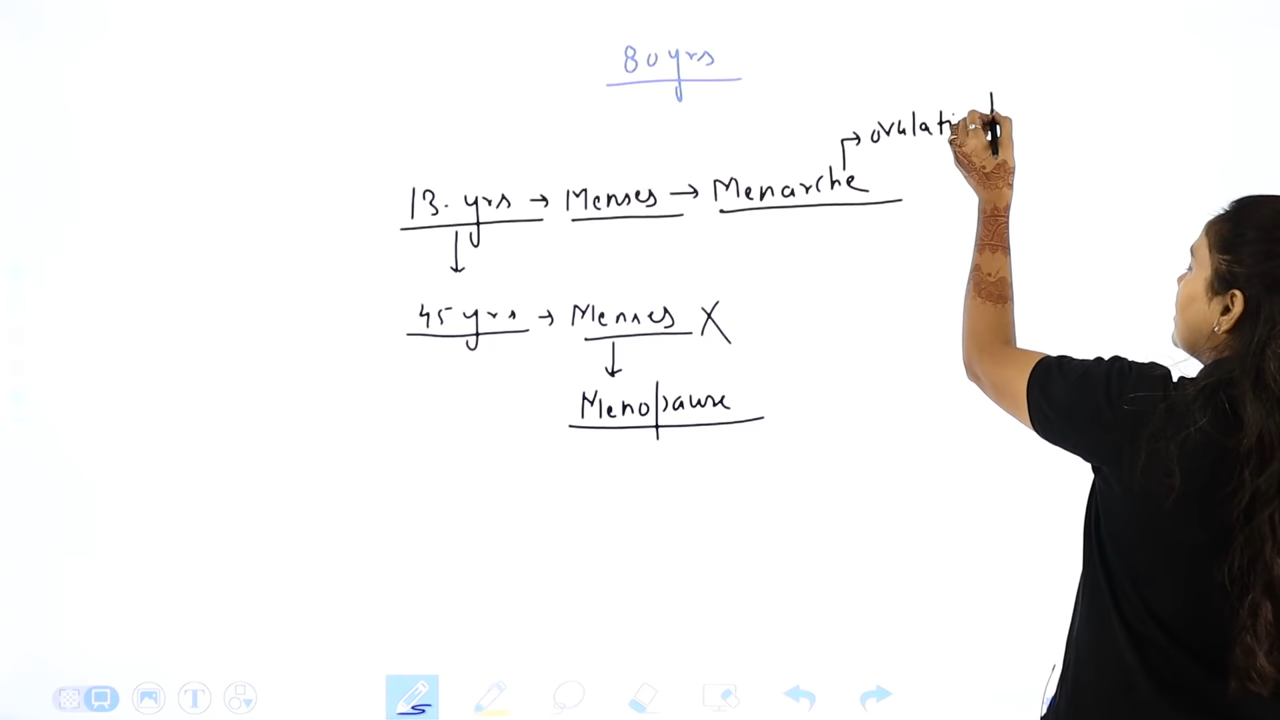 80 yrs
→ ovulati
13. yrs → Menses → Menarche
↓
45 yrs → Menses X
↓
Menopause
T
S